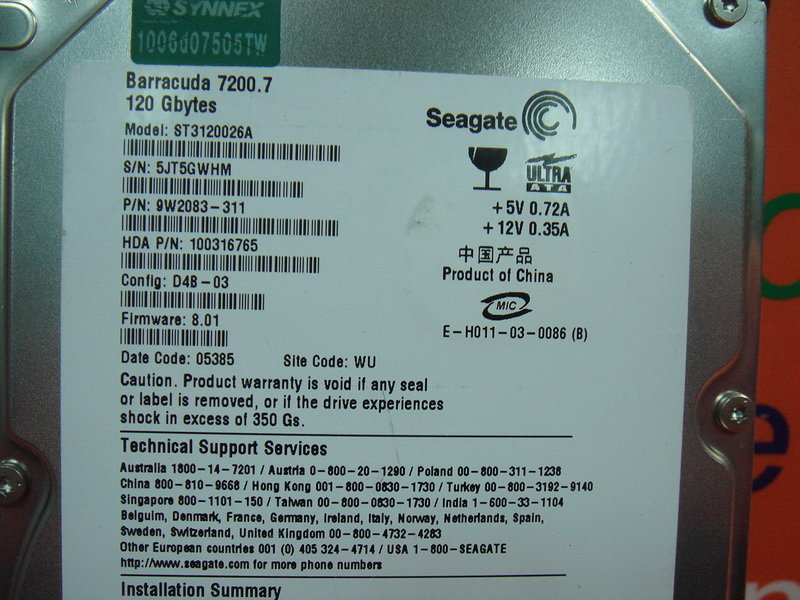 SYNNEX
1006d07505TW
Barracuda 7200.7
120 Gbytes
Model: ST3120026A
S/N: 5JT5GWHM
P/N: 9W2083-311
HDA P/N: 100316765
Config: D4B-03
Firmware: 8.01
Date Code: 05385 Site Code: WU
Seagate
ULTRA
ATA
+5V 0.72A
+12V 0.35A
中国产品
Product of China
MIC
E-H011-03-0086 (B)
Caution. Product warranty is void if any seal
or label is removed, or if the drive experiences
shock in excess of 350 Gs.
Technical Support Services
Australia 1800-14-7201 / Austria 0-800-20-1290 / Poland 00-800-311-1238
China 800-810-9668 / Hong Kong 001-800-0830-1730 / Turkey 00-800-3192-9140
Singapore 800-1101-150 / Taiwan 00-800-0830-1730 / India 1-600-33-1104
Belguim, Denmark, France, Germany, Ireland, Italy, Norway, Netherlands, Spain,
Sweden, Switzerland, United Kingdom 00-800-4732-4283
Other European countries 001 (0) 405 324-4714 / USA 1-800-SEAGATE
http://www.seagate.com for more phone numbers
Installation Summary